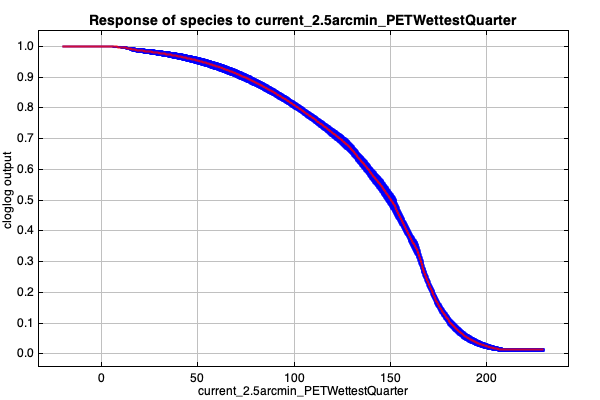 Response of species to current_2.5arcmin_PETWettestQuarter
1.0
0.9
0.8
0.7
0.6
0.5
0.4
0.3
0.2
0.1
0.0
cloglog output
0 50 100 150 200
current_2.5arcmin_PETWettestQuarter